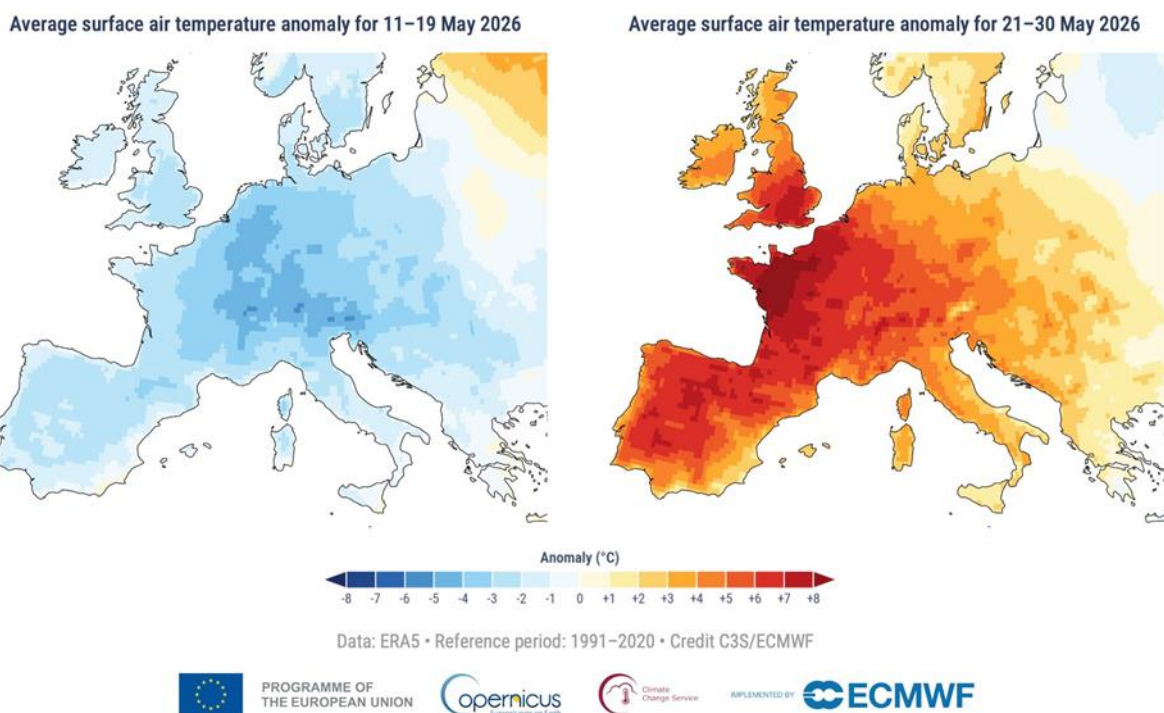 Average surface air temperature anomaly for 11–19 May 2026
Average surface air temperature anomaly for 21–30 May 2026
Anomaly (°C)
-8 -7 -6 -5 -4 -3 -2 -1 0 +1 +2 +3 +4 +5 +6 +7 +8
Data: ERA5 • Reference period: 1991–2020 • Credit C3S/ECMWF
PROGRAMME OF
THE EUROPEAN UNION
opernicus
Climate
Change Service
IMPLEMENTED BY
ECMWF